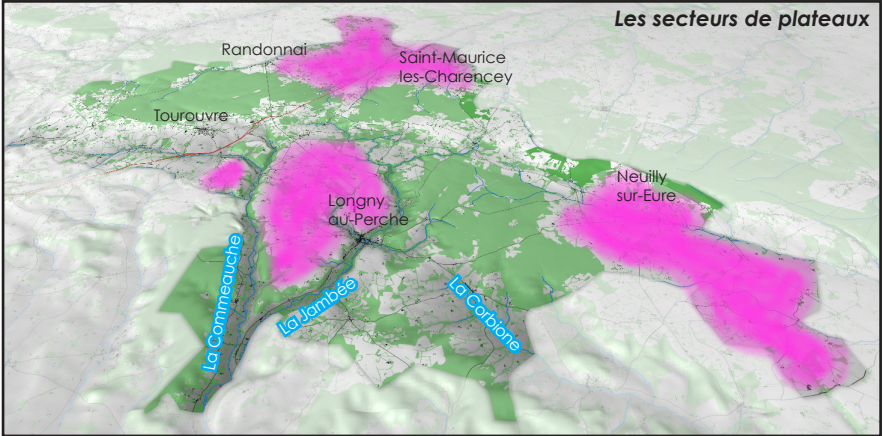 Les secteurs de plateaux
Randonnai
Saint-Maurice
les-Charencey
Tourouvre
Neuilly
sur-Eure
Longny
au-Perche
La Commeauche
La Jambée
La Corbione